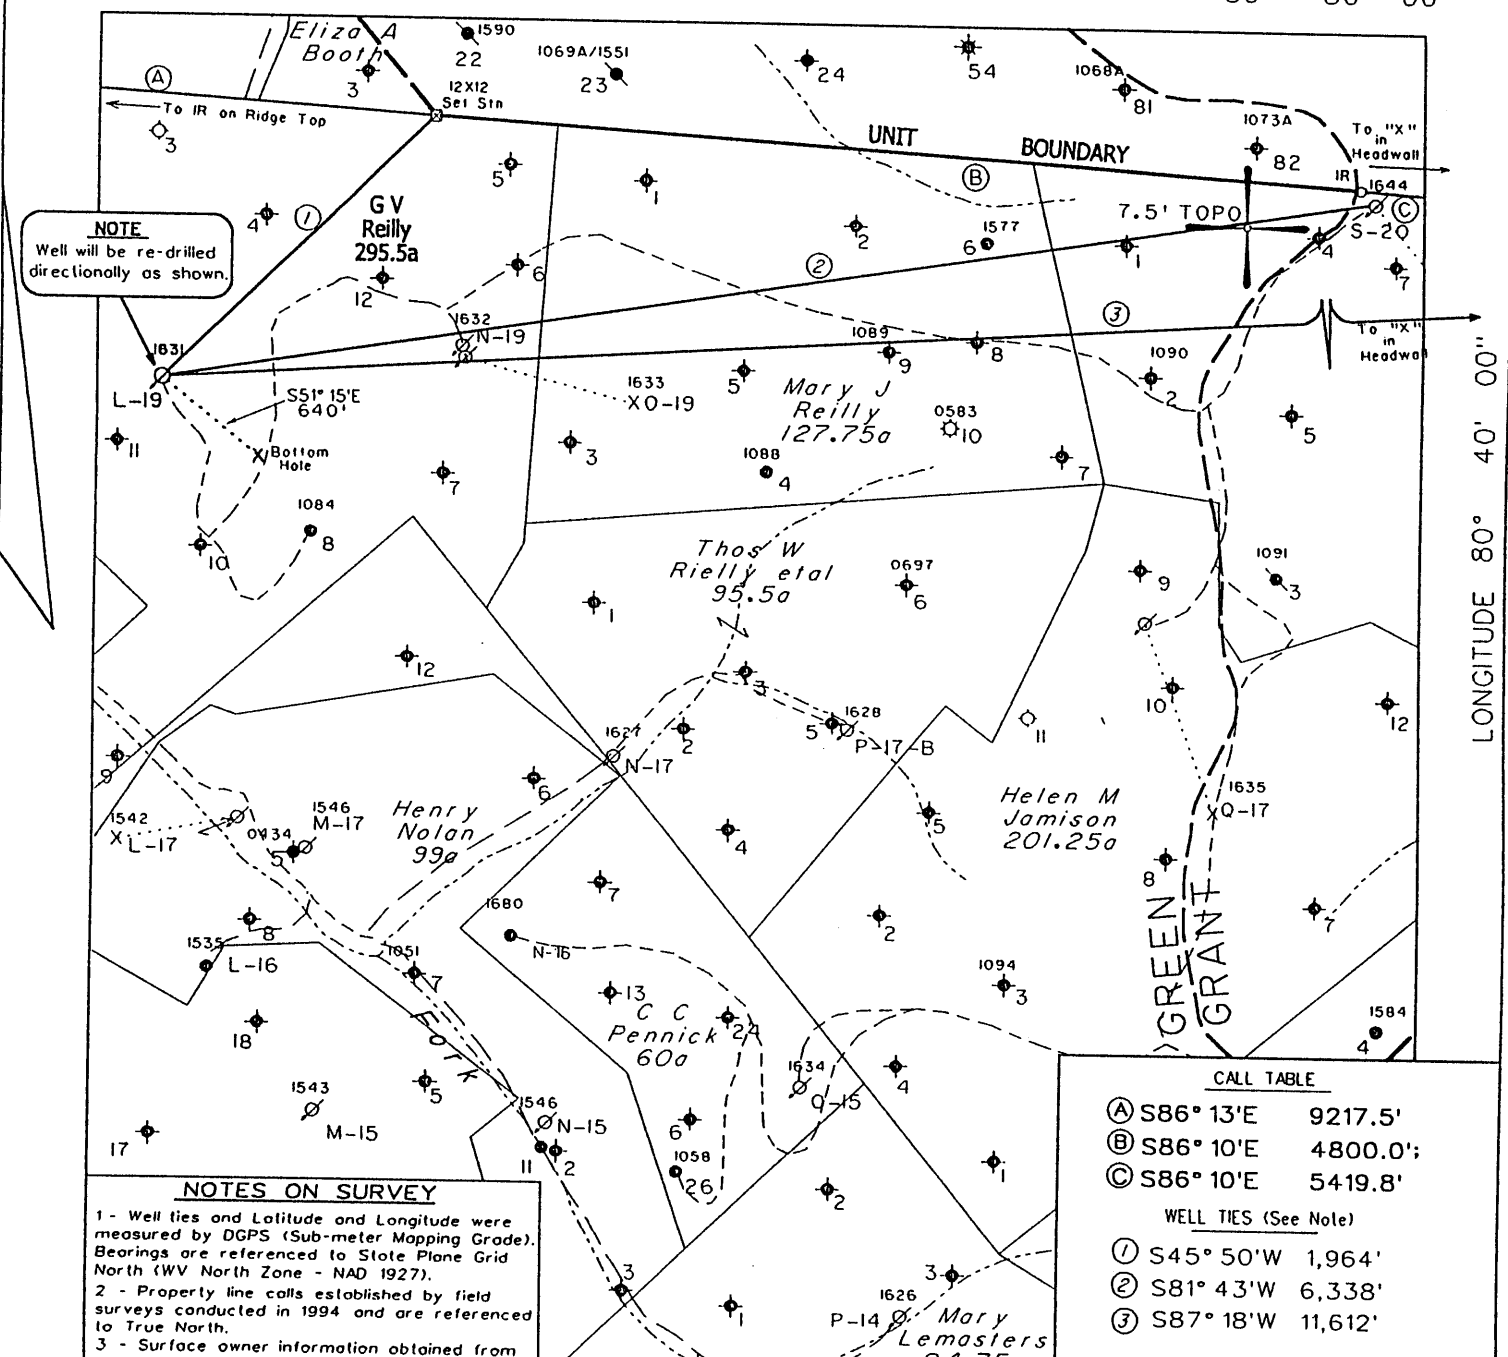 Eliza A
Booth
3
1590
22
1069A/1551
23
24
54
1068A
81
1073A
82
A
To IR on Ridge Top
3
12X12
Set Stn
UNIT BOUNDARY
To "X"
in
Headwall
IR
1644
C
S-20
B
5
1
4
1
G V
Reilly
295.5a
NOTE
Well will be re-drilled
directionally as shown.
7.5' TOPO
2
1577
6
1
4
7
2
6
12
3
1632
N-19
1089
9
8
To "X"
in
Headwall
1631
L-19
S51° 15'E
640'
5
1090
2
1633
XO-19
Mary J
Reilly
127.75a
0583
10
5
11
X Bottom
Hole
3
7
1088
4
7
1084
8
10
LONGITUDE 80° 40' 00"
Thos W
Rielly etal
95.5a
0697
6
9
1091
3
1
12
3
10
12
1627
N-17
2
5
1628
P-17-B
11
9
6
1635
X Q-17
Helen M
Jamison
201.25a
5
1542
X L-17
0434
5
1546
M-17
Henry
Nolan
99a
4
8
7
1680
N-16
2
7
8
1535
L-16
1051
7
GREEN
GRANT
1094
3
13
C C
Pennick
60a
24
18
Fork
1584
4
5
1634
O-15
4
1543
M-15
1546
N-15
17
11
2
6
1058
26
1
2
CALL TABLE
A S86° 13'E 9217.5'
B S86° 10'E 4800.0';
C S86° 10'E 5419.8'
WELL TIES (See Note)
1 S45° 50'W 1,964'
2 S81° 43'W 6,338'
3 S87° 18'W 11,612'
NOTES ON SURVEY
1 - Well ties and Latitude and Longitude were
measured by DGPS (Sub-meter Mapping Grade).
Bearings are referenced to State Plane Grid
North (WV North Zone - NAD 1927).
2 - Property line calls established by field
surveys conducted in 1994 and are referenced
to True North.
3 - Surface owner information obtained from
3
1
3
1626
P-14
Mary
Lemasters